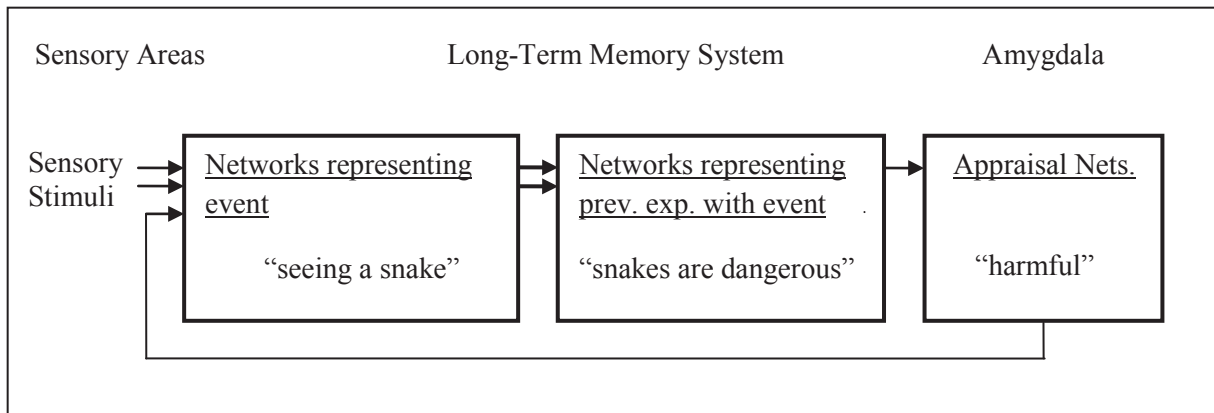 Sensory Areas Long-Term Memory System Amygdala
Sensory
Stimuli
Networks representing
event
“seeing a snake”
Networks representing
prev. exp. with event .
“snakes are dangerous”
Appraisal Nets.
“harmful”